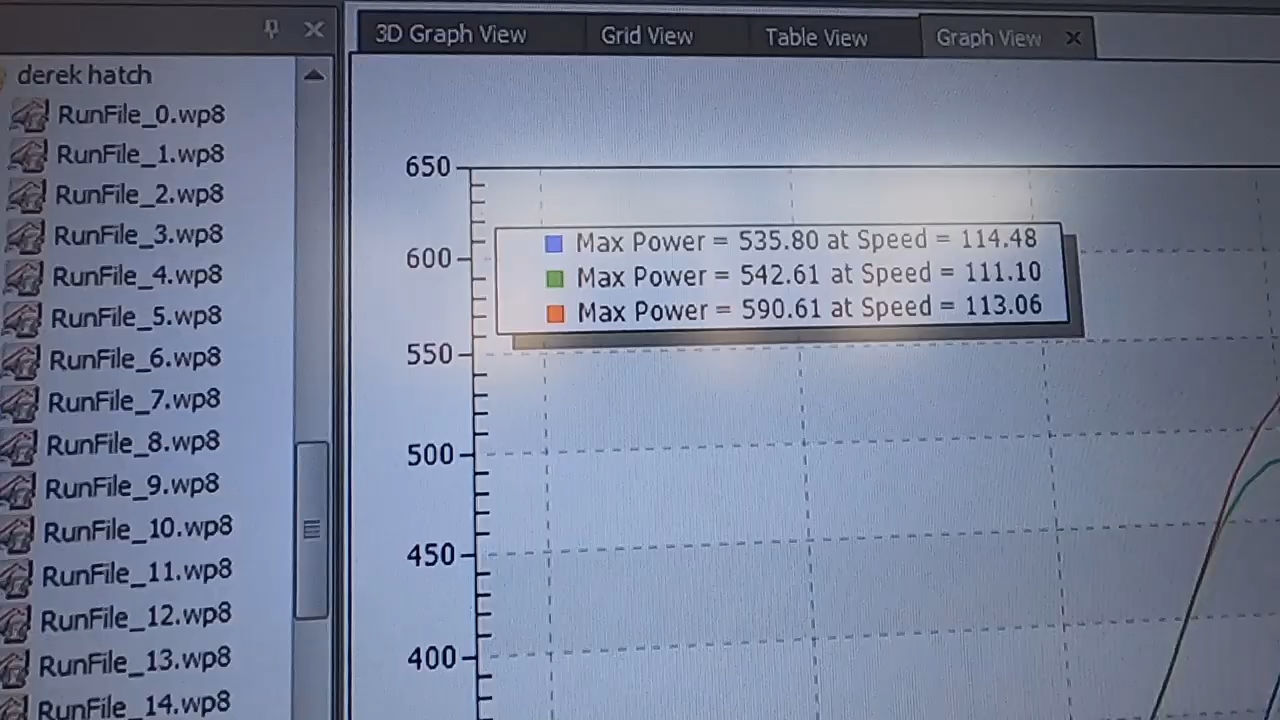 3D Graph View
Grid View
Table View
Graph View
derek hatch
RunFile_0.wp8
RunFile_1.wp8
RunFile_2.wp8
RunFile_3.wp8
RunFile_4.wp8
RunFile_5.wp8
RunFile_6.wp8
RunFile_7.wp8
RunFile_8.wp8
RunFile_9.wp8
RunFile_10.wp8
RunFile_11.wp8
RunFile_12.wp8
RunFile_13.wp8
RunFile_14.wp8
650
600
550
500
450
400
Max Power = 535.80 at Speed = 114.48
Max Power = 542.61 at Speed = 111.10
Max Power = 590.61 at Speed = 113.06